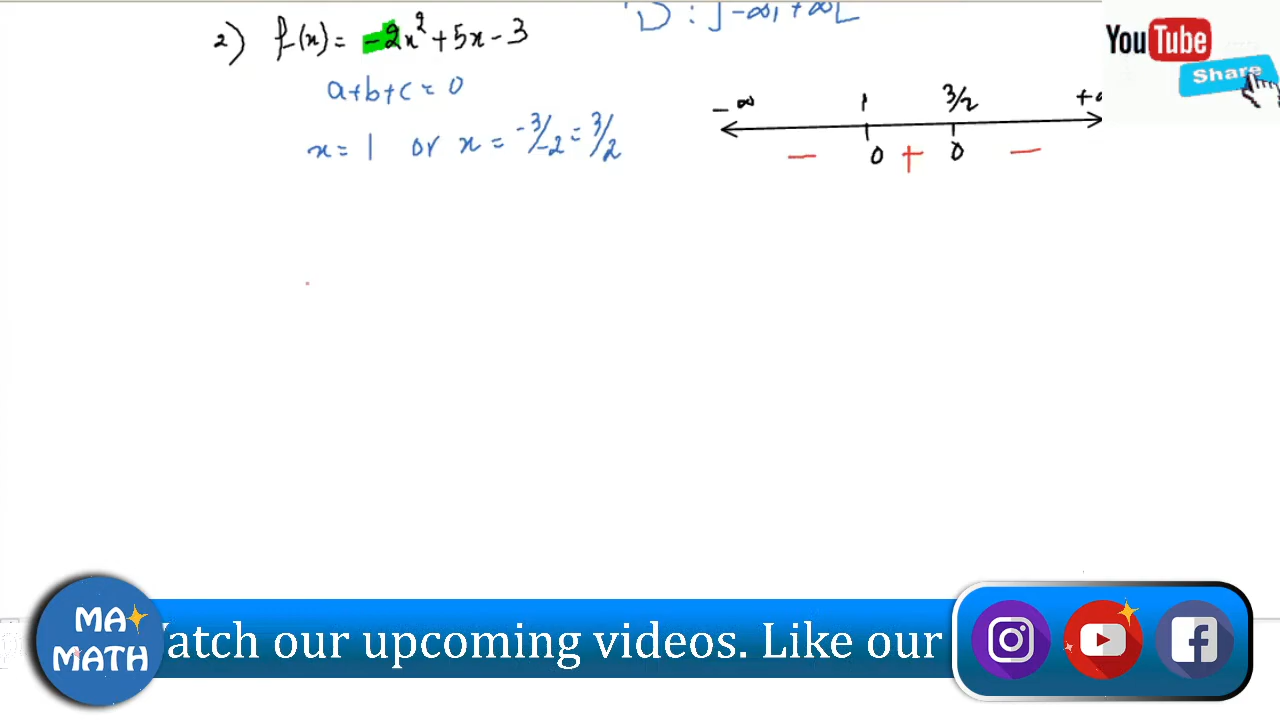 D : ]-∞, +∞[
2) f(x) = -2x² + 5x - 3
a+b+c = 0
x = 1 or x = -3/-2 = 3/2
-∞ 1 3/2 +∞
- 0 + 0 -
YouTube
Share
MA
MATH
Watch our upcoming videos. Like our